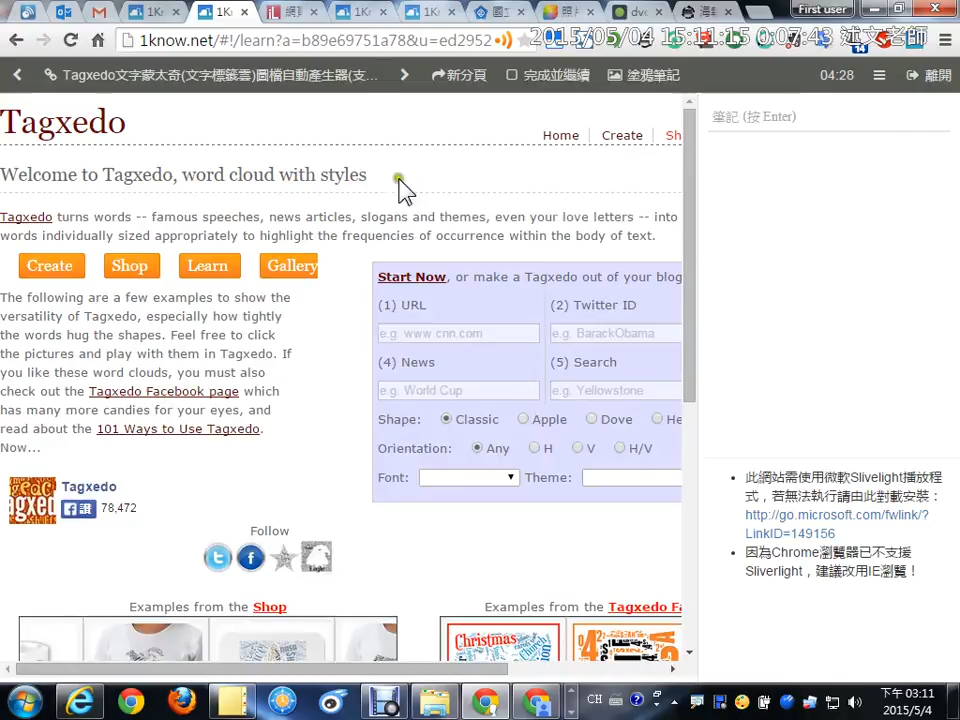 1Kn
1Kn
1Kn
1Kn
dvc
First user
1know.net/#!/learn?a=b89e69751a78&u=ed2952
2015/05/04 15:11:15 0:07:43 述文老師
Tagxedo文字蒙太奇(文字標籤雲)圖檔自動產生器(支...
新分頁
完成並繼續
塗鴉筆記
04:28
離開
Tagxedo
Home
Create
Sh
筆記 (按 Enter)
Welcome to Tagxedo, word cloud with styles
Tagxedo turns words -- famous speeches, news articles, slogans and themes, even your love letters -- into
words individually sized appropriately to highlight the frequencies of occurrence within the body of text.
Create
Shop
Learn
Gallery
The following are a few examples to show the
versatility of Tagxedo, especially how tightly
the words hug the shapes. Feel free to click
the pictures and play with them in Tagxedo. If
you like these word clouds, you must also
check out the Tagxedo Facebook page which
has many more candies for your eyes, and
read about the 101 Ways to Use Tagxedo.
Now...
Start Now, or make a Tagxedo out of your blog
(1) URL
(2) Twitter ID
e.g. www.cnn.com
e.g. BarackObama
(4) News
(5) Search
e.g. World Cup
e.g. Yellowstone
Shape:
Classic
Apple
Dove
He
Orientation:
Any
H
V
H/V
Font:
Theme:
Tagxedo
讚
78,472
Follow
Login
Examples from the Shop
Examples from the Tagxedo Fa
Christmas
此網站需使用微軟Slivelight播放程
式，若無法執行請由此對載安裝：
http://go.microsoft.com/fwlink/?
LinkID=149156
因為Chrome瀏覽器已不支援
Sliverlight，建議改用IE瀏覽！
CH
下午 03:11
2015/5/4